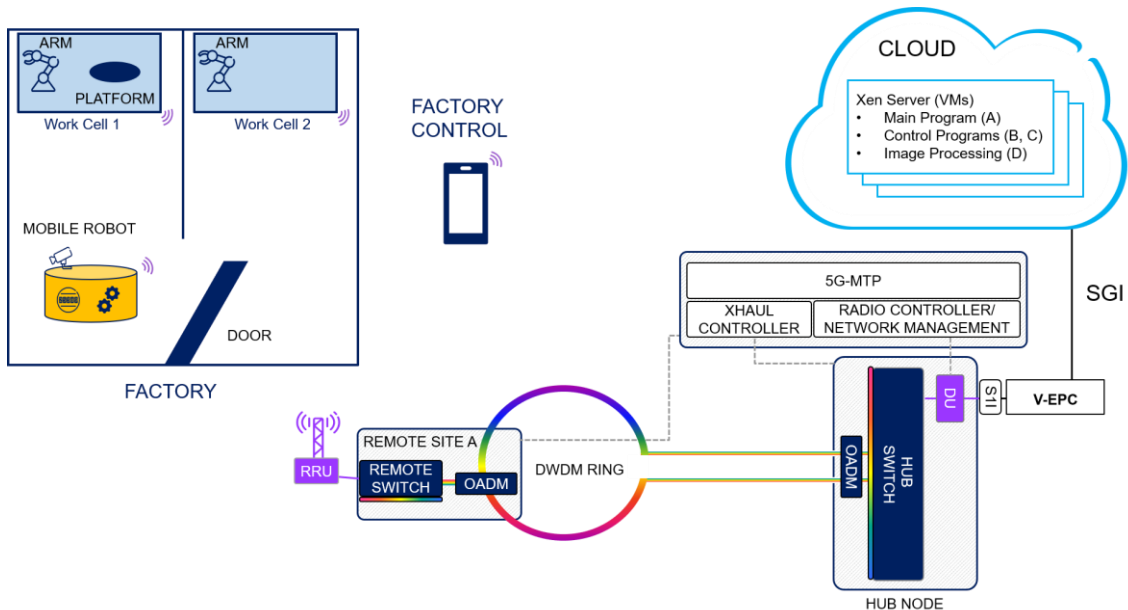 ARM
PLATFORM
Work Cell 1
ARM
Work Cell 2
FACTORY
CONTROL
MOBILE ROBOT
DOOR
FACTORY
CLOUD
Xen Server (VMs)
• Main Program (A)
• Control Programs (B, C)
• Image Processing (D)
SGI
5G-MTP
XHAUL
CONTROLLER
RADIO CONTROLLER/
NETWORK MANAGEMENT
RRU
REMOTE SITE A
REMOTE
SWITCH
OADM
DWDM RING
OADM
HUB
SWITCH
DU
S1I
V-EPC
HUB NODE